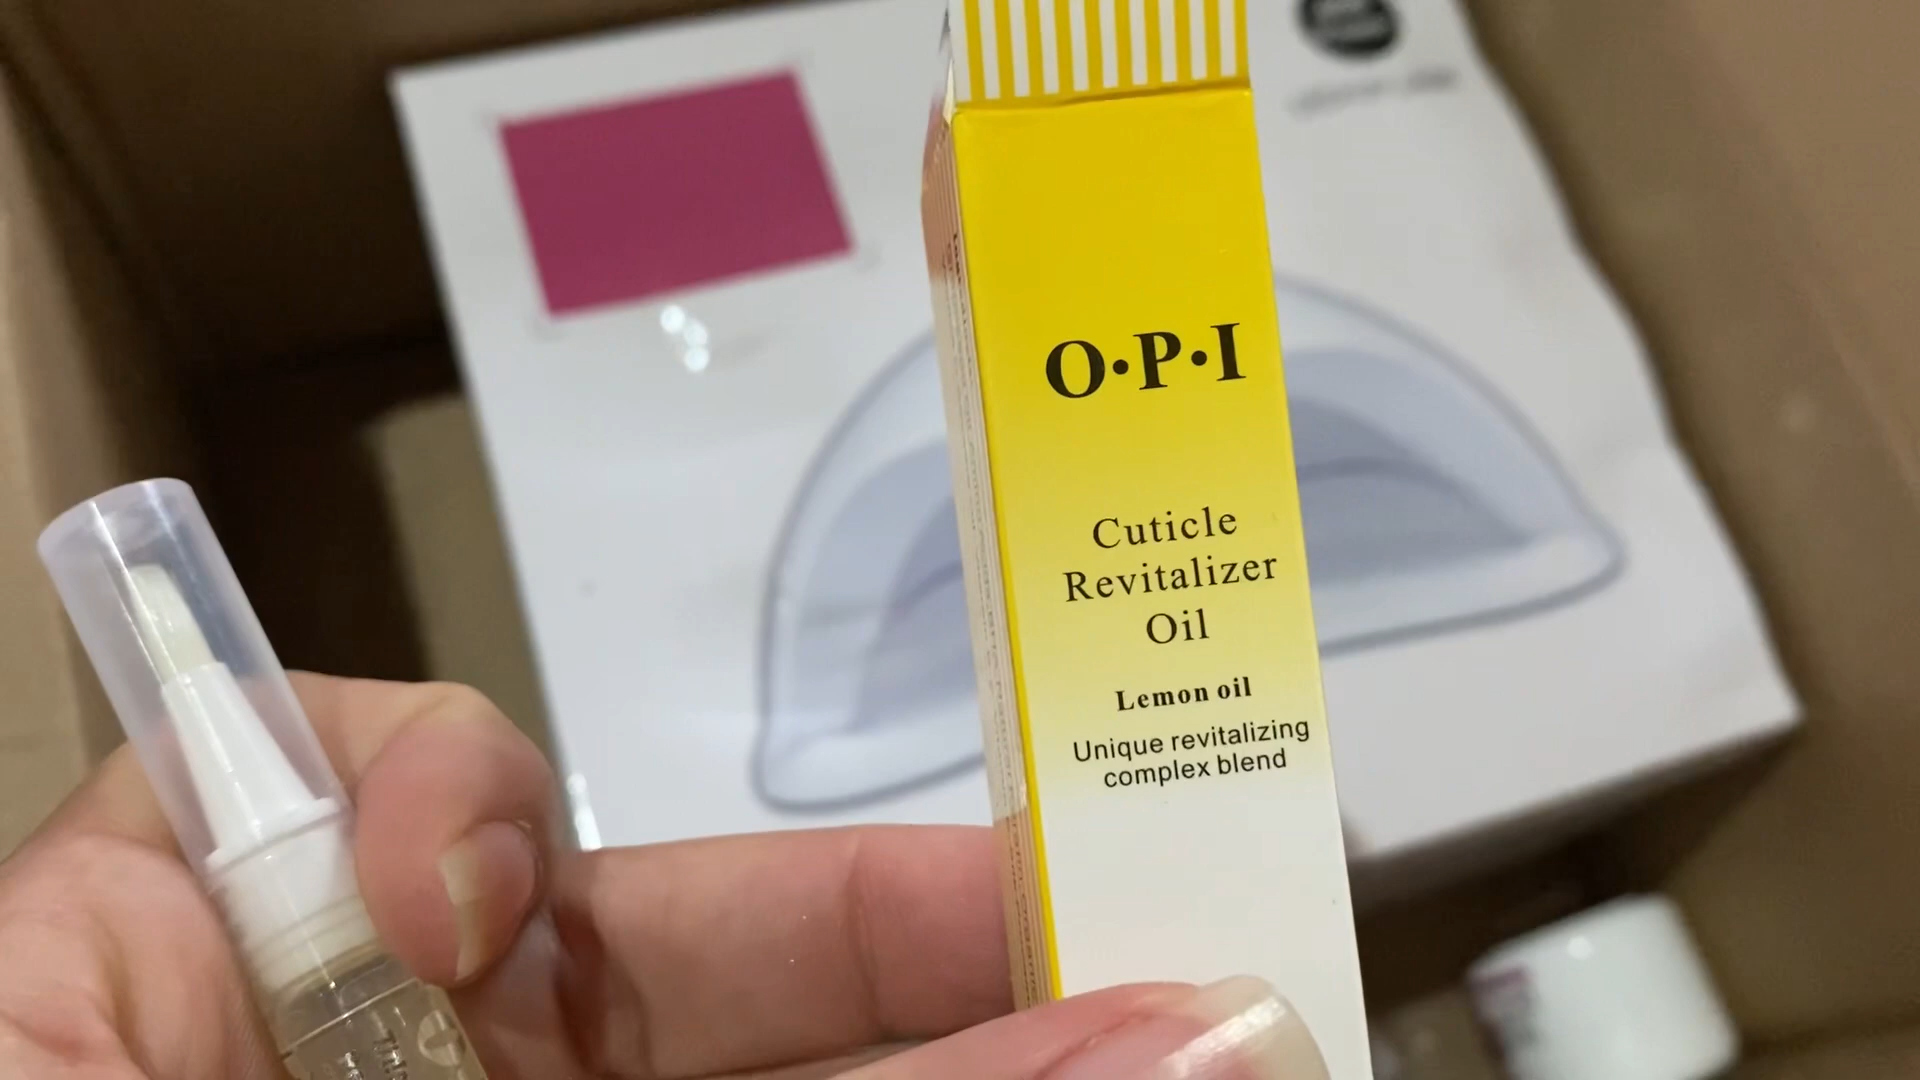 O·P·I
Cuticle
Revitalizer
Oil
Lemon oil
Unique revitalizing
complex blend